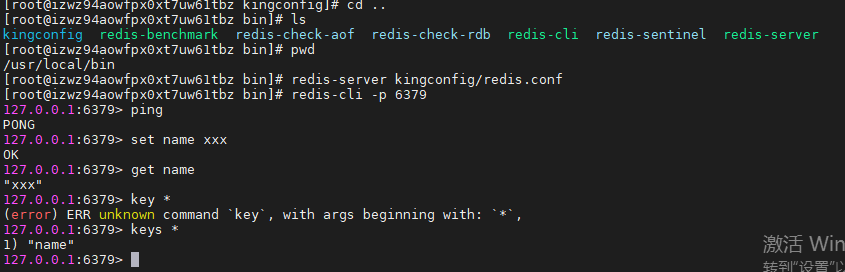 [root@izwz94aowfpx0xt7uw61tbz kingconfig]# cd ..
[root@izwz94aowfpx0xt7uw61tbz bin]# ls
kingconfig redis-benchmark redis-check-aof redis-check-rdb redis-cli redis-sentinel redis-server
[root@izwz94aowfpx0xt7uw61tbz bin]# pwd
/usr/local/bin
[root@izwz94aowfpx0xt7uw61tbz bin]# redis-server kingconfig/redis.conf
[root@izwz94aowfpx0xt7uw61tbz bin]# redis-cli -p 6379
127.0.0.1:6379> ping
PONG
127.0.0.1:6379> set name xxx
OK
127.0.0.1:6379> get name
"xxx"
127.0.0.1:6379> key *
(error) ERR unknown command `key`, with args beginning with: `*`,
127.0.0.1:6379> keys *
1) "name"
127.0.0.1:6379>
激活 Win
转到"设置"以